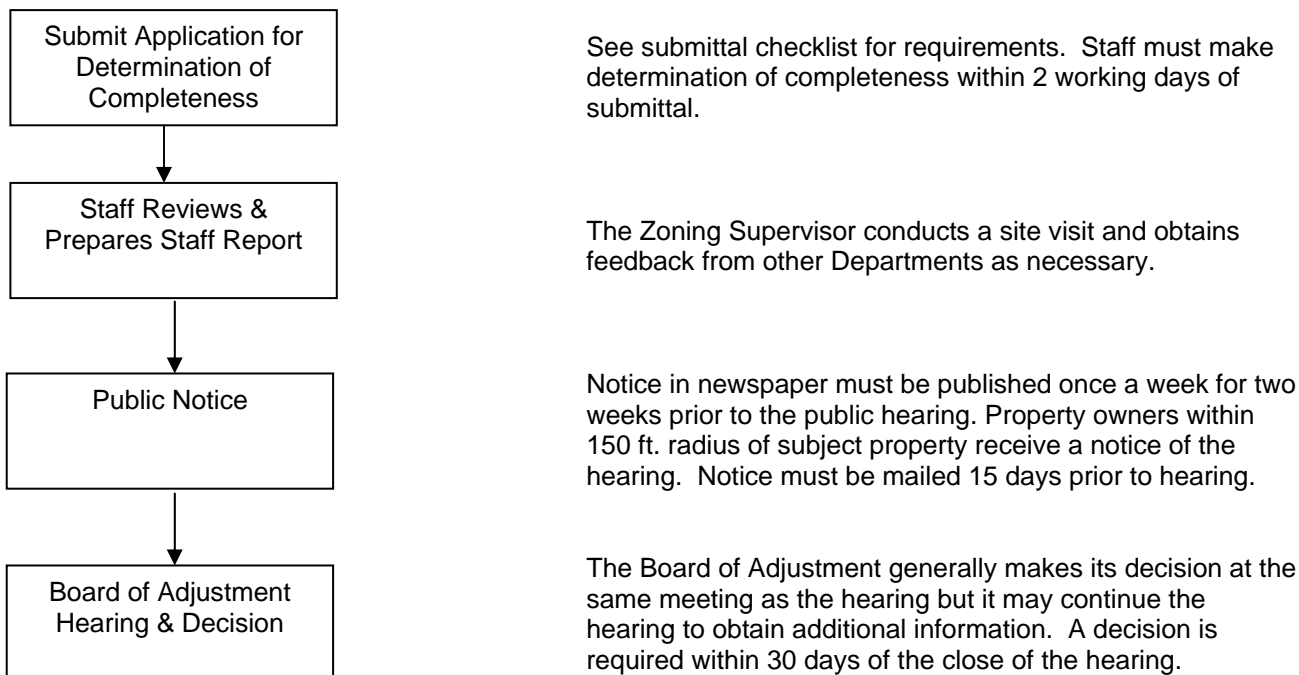 Submit Application for
Determination of
Completeness
See submittal checklist for requirements.  Staff must make
determination of completeness within 2 working days of
submittal.
Staff Reviews &
Prepares Staff Report
The Zoning Supervisor conducts a site visit and obtains
feedback from other Departments as necessary.
Public Notice
Notice in newspaper must be published once a week for two
weeks prior to the public hearing. Property owners within
150 ft. radius of subject property receive a notice of the
hearing.  Notice must be mailed 15 days prior to hearing.
Board of Adjustment
Hearing & Decision
The Board of Adjustment generally makes its decision at the
same meeting as the hearing but it may continue the
hearing to obtain additional information.  A decision is
required within 30 days of the close of the hearing.